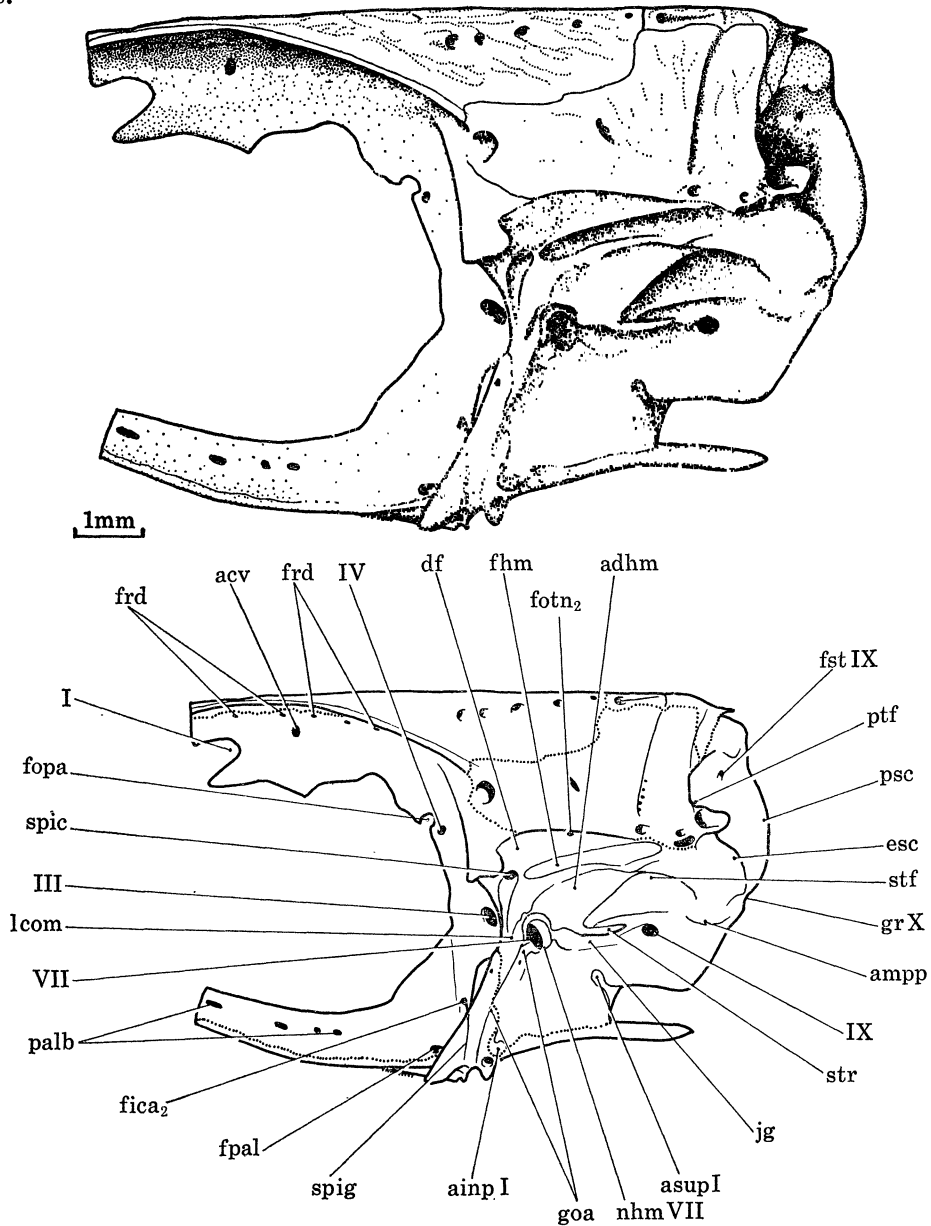 1mm
df
fhm
adhm
acv
frd
IV
frd
fotn₂
fst IX
I
ptf
fopa
psc
spic
esc
III
stf
lcom
gr X
VII
ampp
palb
IX
str
fica₂
jg
fpal
spig
ainp I
goa
nhm VII
asup I